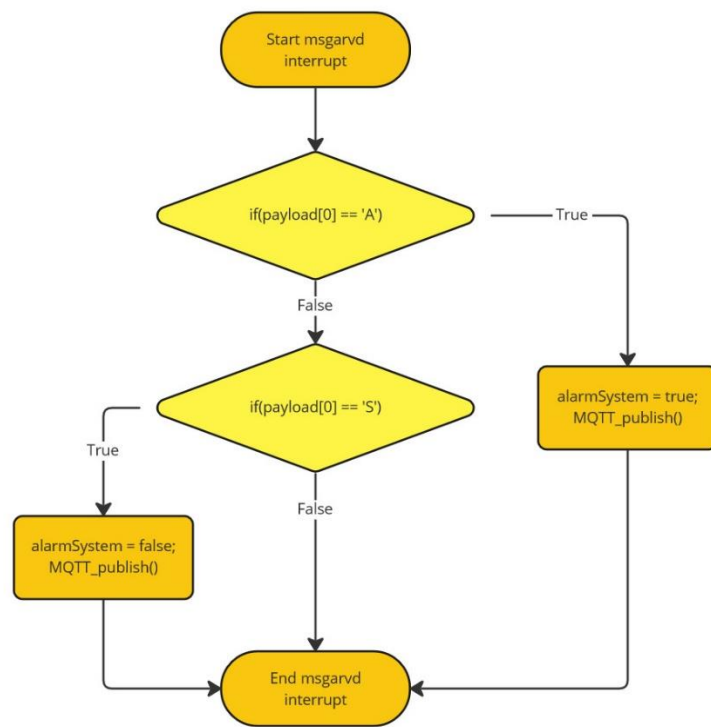 Start msgarvd
interrupt
if(payload[0] == 'A')
True
False
if(payload[0] == 'S')
alarmSystem = true;
MQTT_publish()
True
False
alarmSystem = false;
MQTT_publish()
End msgarvd
interrupt